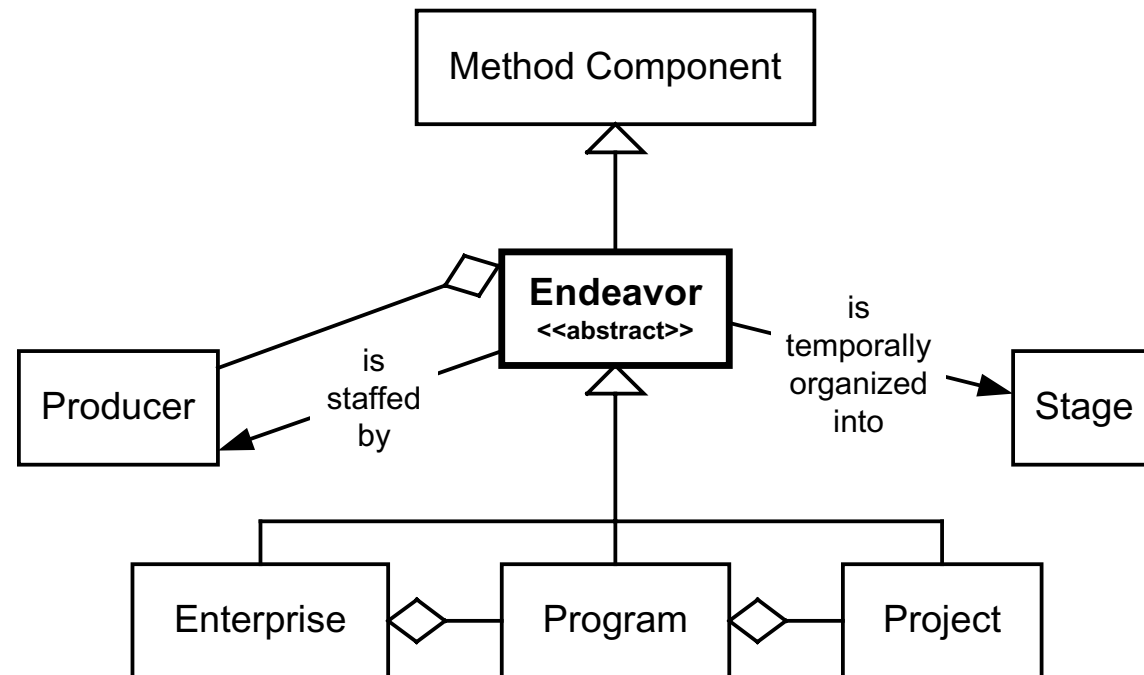 Method Component
Endeavor
<<abstract>>
is
staffed
by
is
temporally
organized
into
Producer
Stage
Enterprise
Program
Project